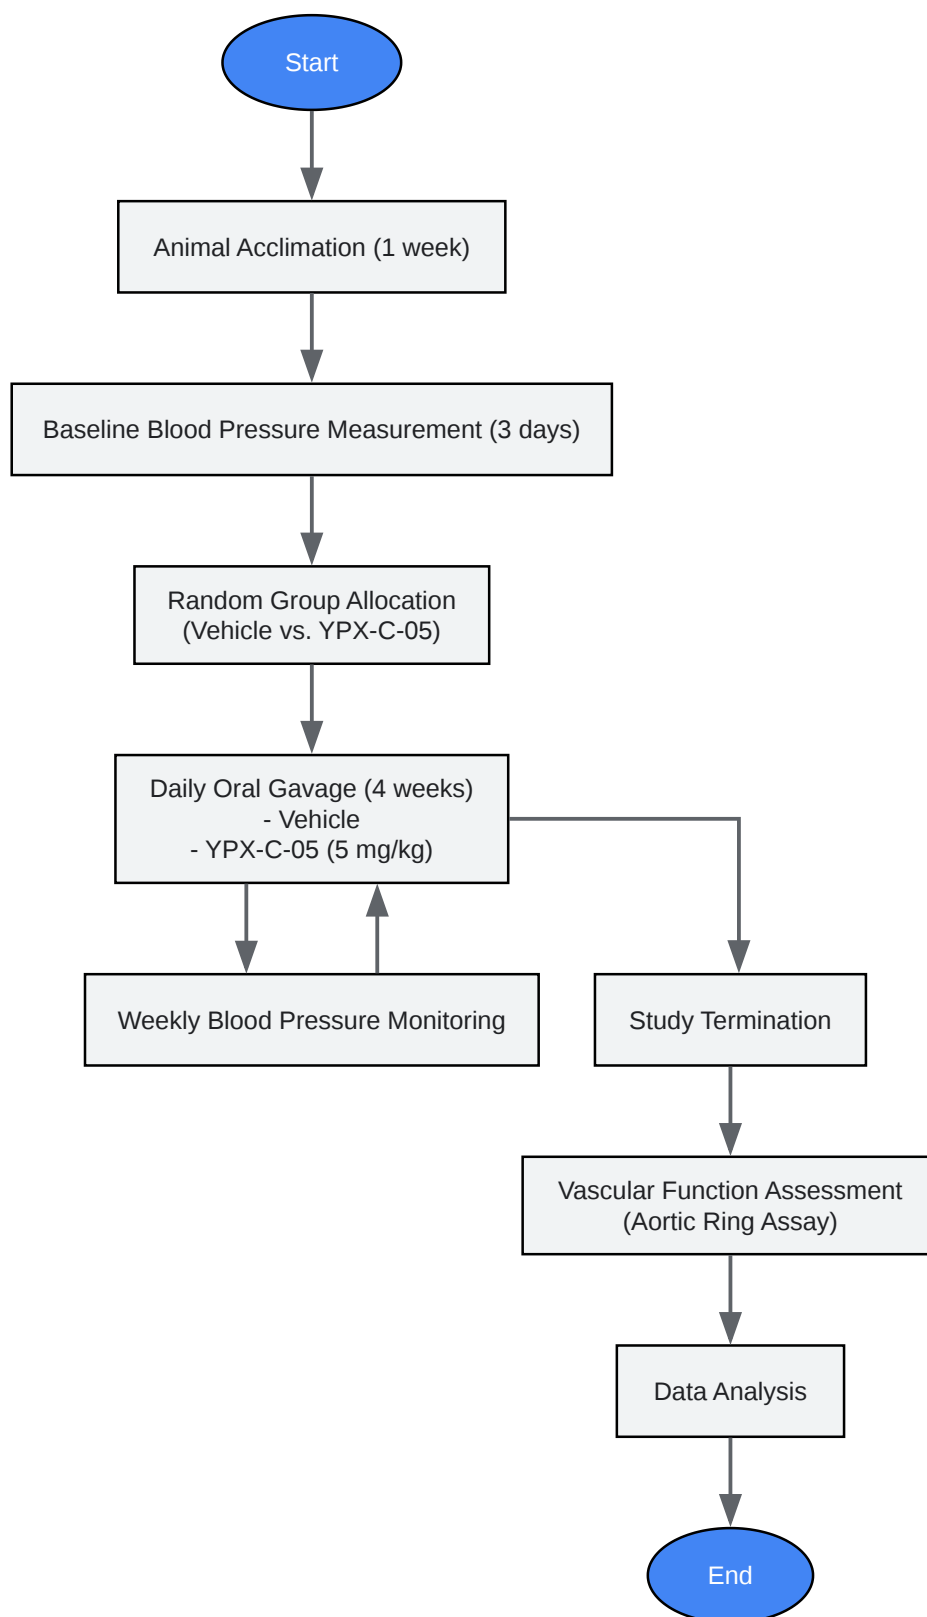 Start
Animal Acclimation (1 week)
Baseline Blood Pressure Measurement (3 days)
Random Group Allocation
(Vehicle vs. YPX-C-05)
Daily Oral Gavage (4 weeks)
- Vehicle
- YPX-C-05 (5 mg/kg)
Weekly Blood Pressure Monitoring
Study Termination
Vascular Function Assessment
(Aortic Ring Assay)
Data Analysis
End